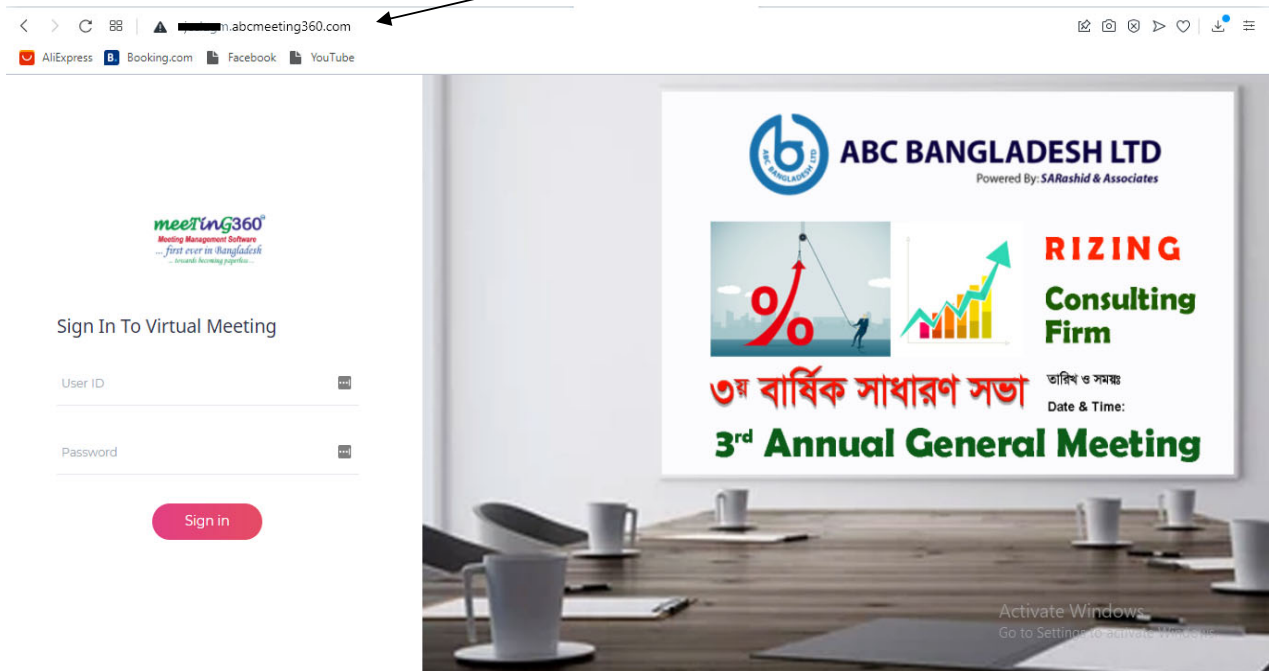 .abcmeeting360.com
AliExpress B. Booking.com Facebook YouTube
meeTinG360
Meeting Management Software
... first ever in Bangladesh
... towards becoming paperless...
Sign In To Virtual Meeting
User ID
Password
Sign in
ABC BANGLADESH LTD
ABC BANGLADESH LTD
Powered By: SARashid & Associates
%
RIZING
Consulting
Firm
৩য় বার্ষিক সাধারণ সভা
তারিখ ও সময়ঃ
Date & Time:
3rd Annual General Meeting
Activate Windows
Go to Settings to activate Windows.